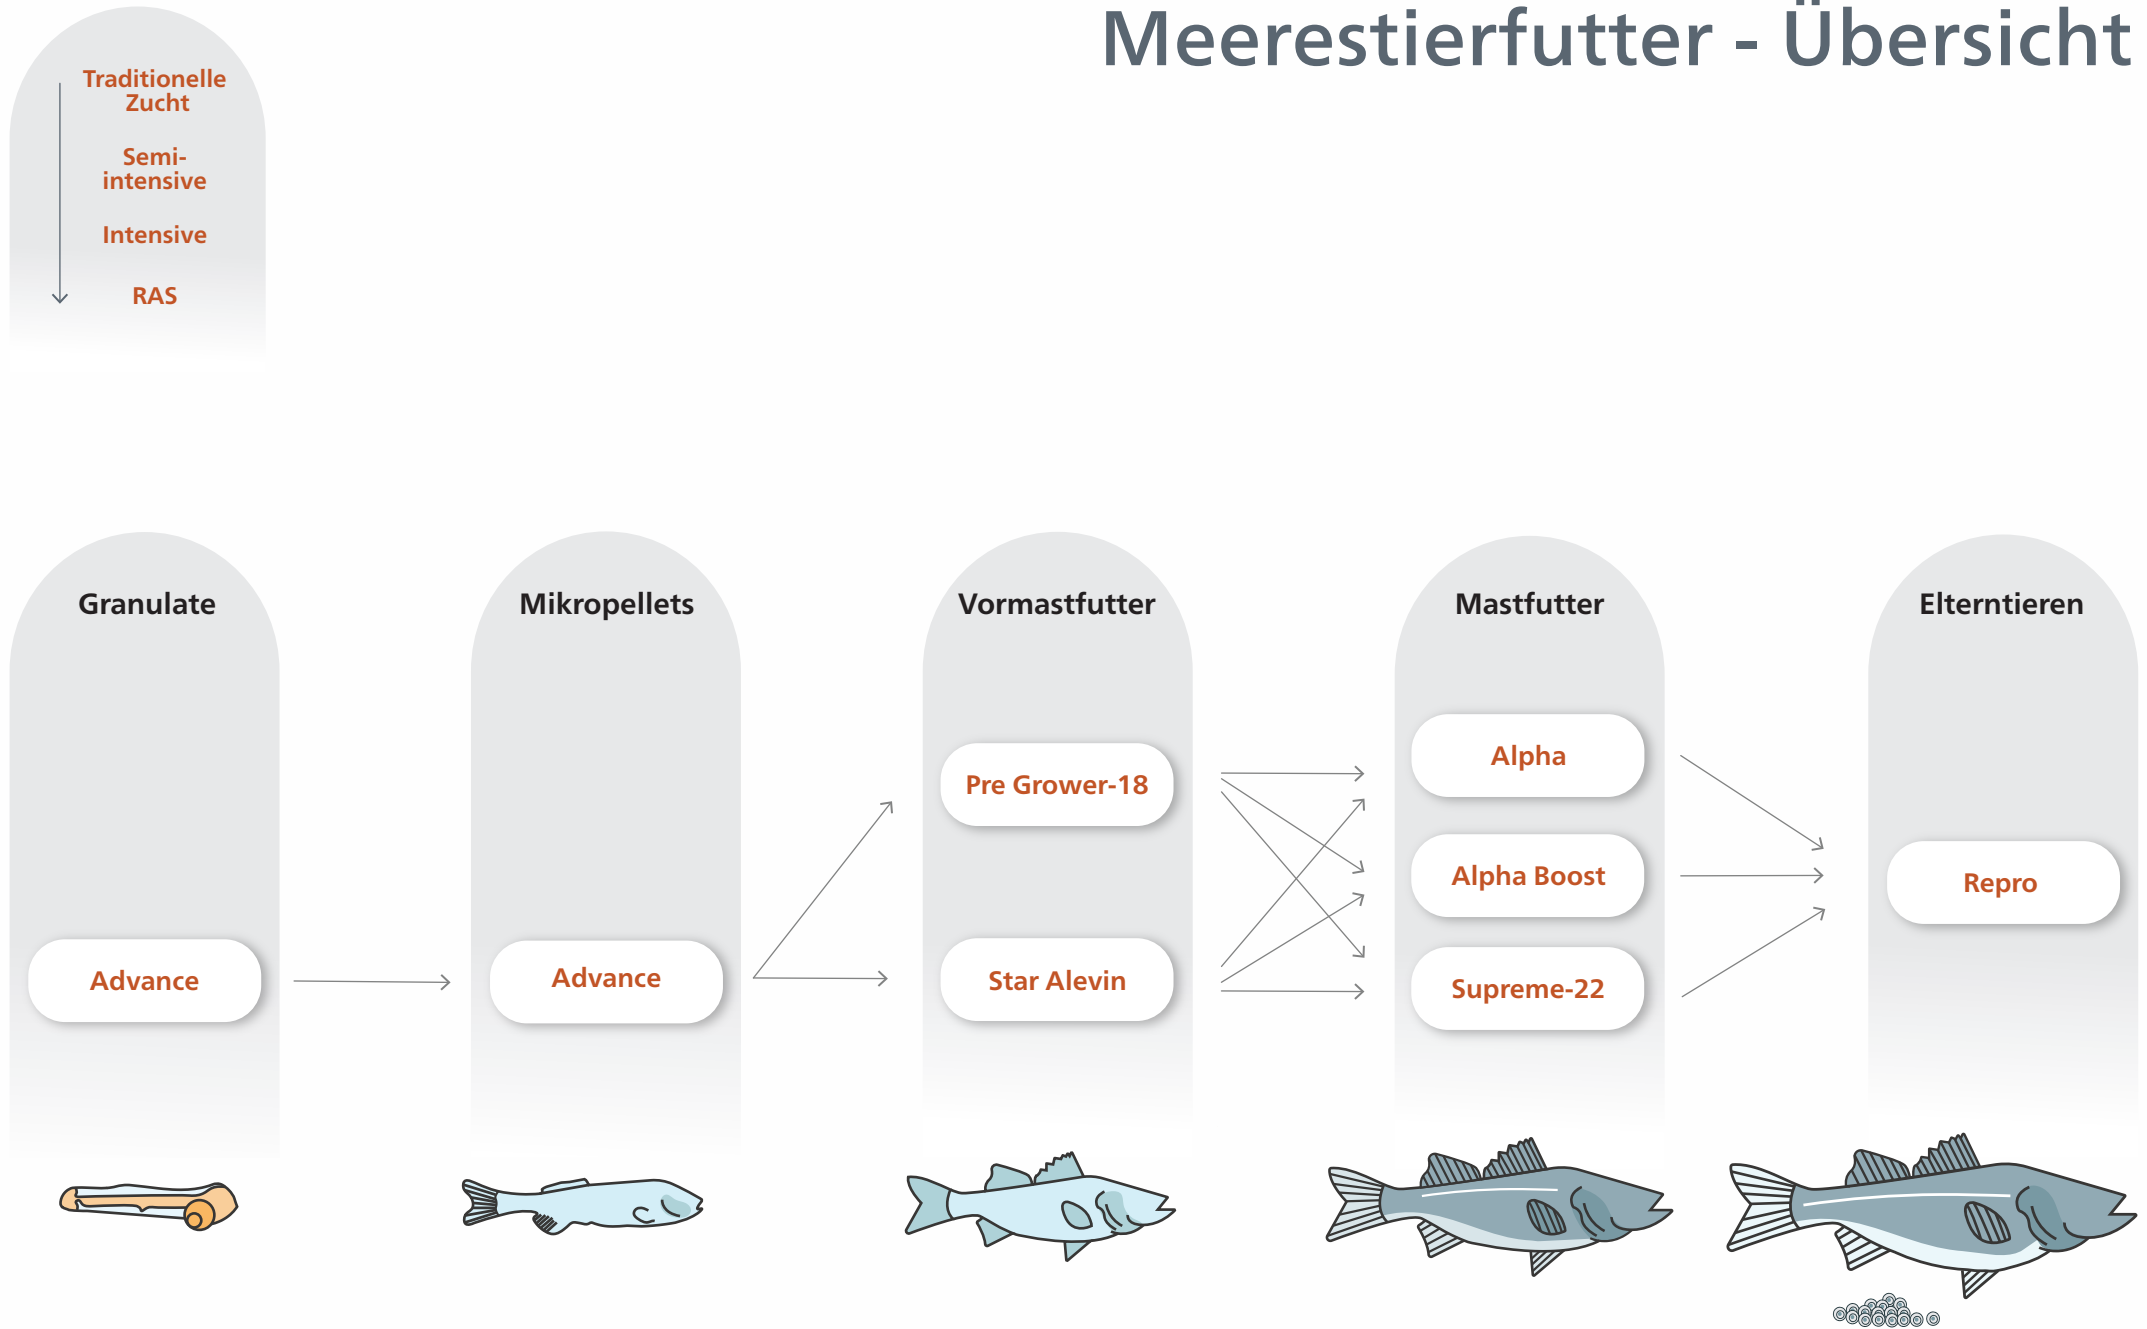 Meerestierfutter - Übersicht
Traditionelle
Zucht
Semi-
intensive
Intensive
RAS
Granulate
Advance
Mikropellets
Advance
Vormastfutter
Pre Grower-18
Star Alevin
Mastfutter
Alpha
Alpha Boost
Supreme-22
Elterntieren
Repro